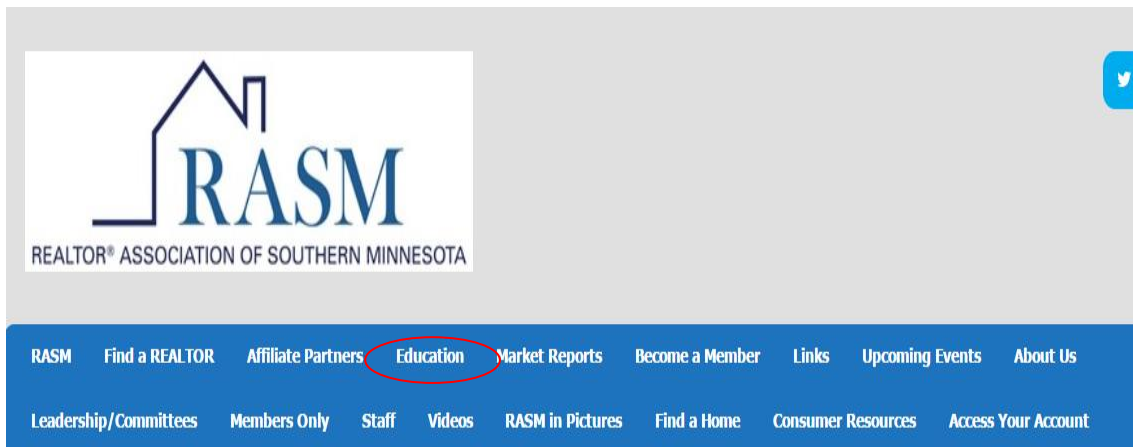 RASM
REALTOR® ASSOCIATION OF SOUTHERN MINNESOTA
RASM Find a REALTOR Affiliate Partners Education Market Reports Become a Member Links Upcoming Events About Us
Leadership/Committees Members Only Staff Videos RASM in Pictures Find a Home Consumer Resources Access Your Account